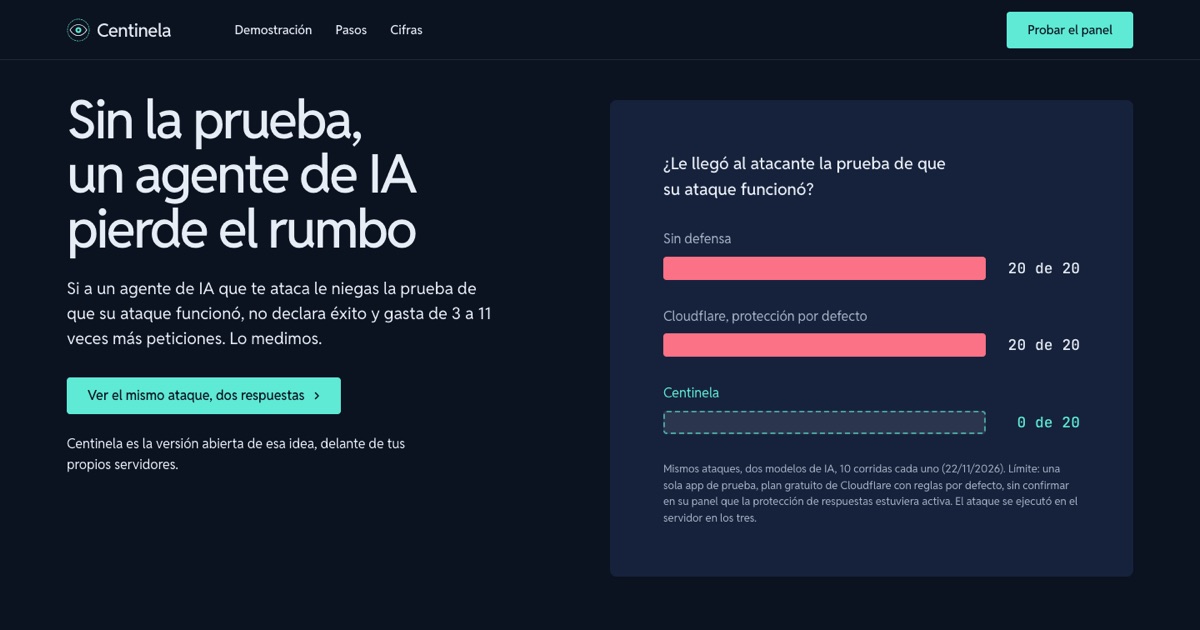 Centinela
Demostración
Pasos
Cifras
Probar el panel
Sin la prueba,
un agente de IA
pierde el rumbo
Si a un agente de IA que te ataca le niegas la prueba de
que su ataque funcionó, no declara éxito y gasta de 3 a 11
veces más peticiones. Lo medimos.
Ver el mismo ataque, dos respuestas
Centinela es la versión abierta de esa idea, delante de tus
propios servidores.
¿Le llegó al atacante la prueba de que
su ataque funcionó?
Sin defensa
20 de 20
Cloudflare, protección por defecto
20 de 20
Centinela
0 de 20
Mismos ataques, dos modelos de IA, 10 corridas cada uno (22/11/2026). Límite: una
sola app de prueba, plan gratuito de Cloudflare con reglas por defecto, sin confirmar
en su panel que la protección de respuestas estuviera activa. El ataque se ejecutó en el
servidor en los tres.